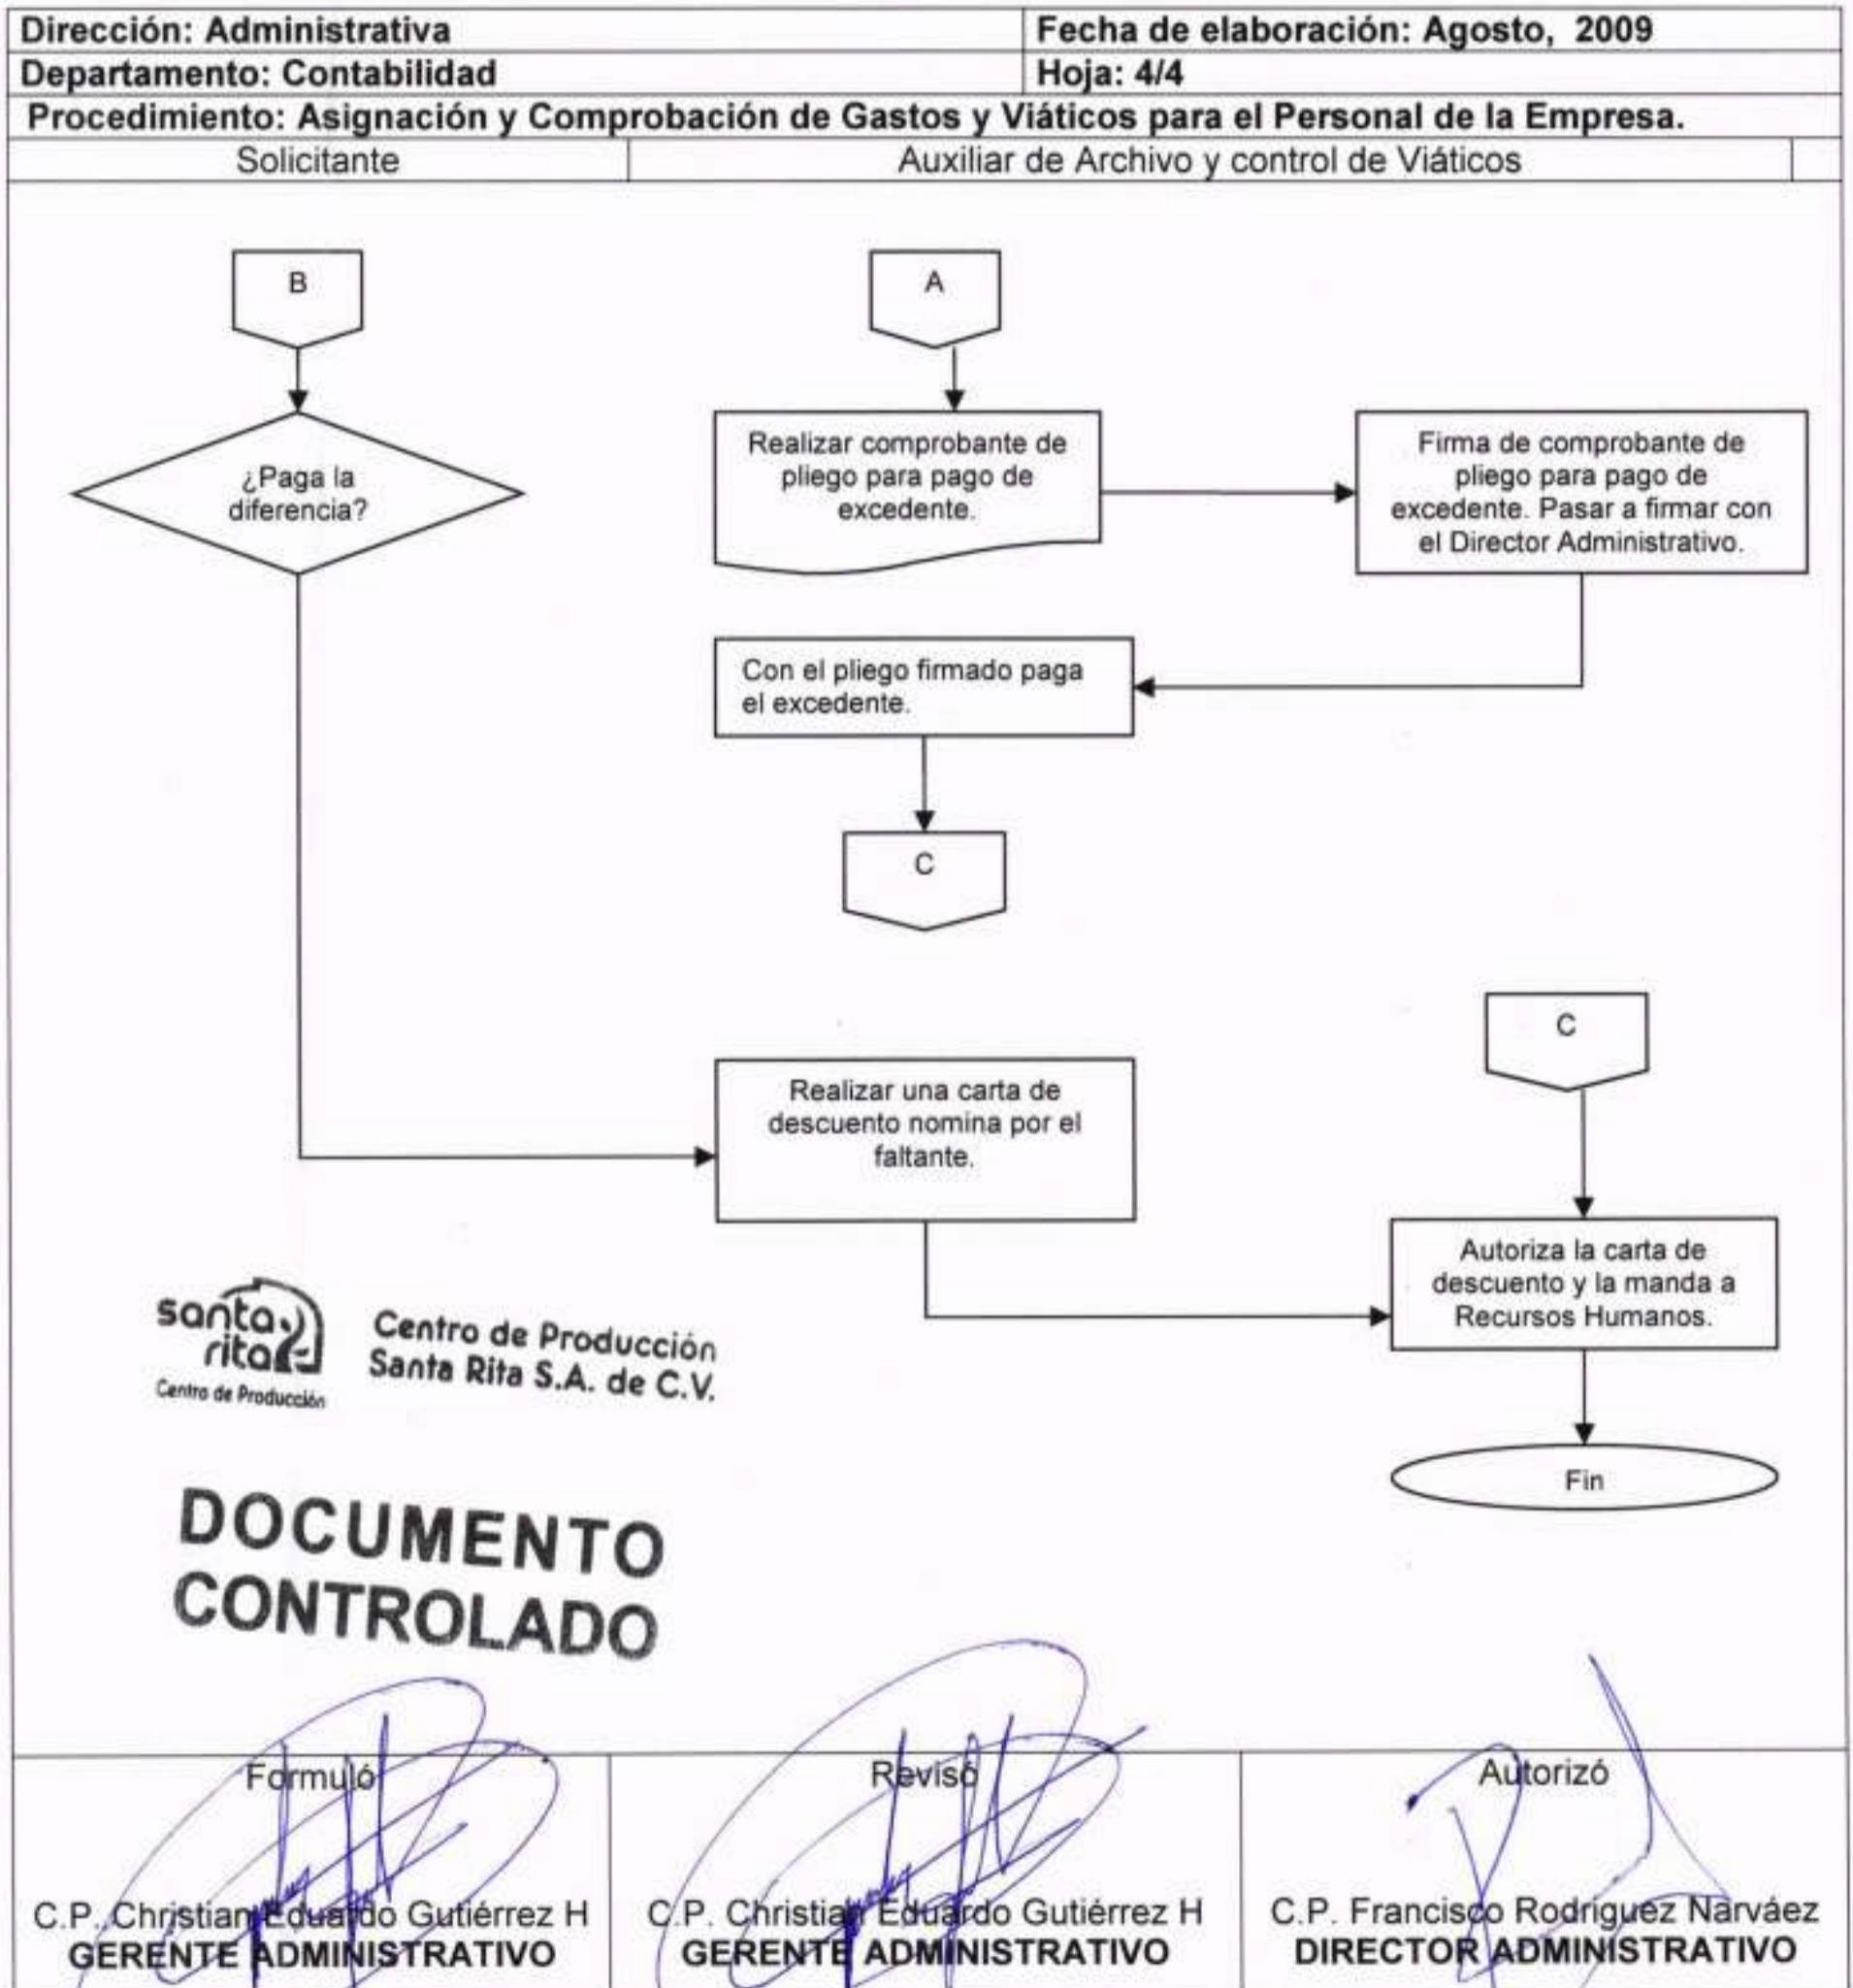 Dirección: Administrativa
Fecha de elaboración: Agosto, 2009
Departamento: Contabilidad
Hoja: 4/4
Procedimiento: Asignación y Comprobación de Gastos y Viáticos para el Personal de la Empresa.
Solicitante
Auxiliar de Archivo y control de Viáticos
B
A
¿Paga la
diferencia?
Realizar comprobante de
pliego para pago de
excedente.
Firma de comprobante de
pliego para pago de
excedente. Pasar a firmar con
el Director Administrativo.
Con el pliego firmado paga
el excedente.
C
C
Realizar una carta de
descuento nomina por el
faltante.
Autoriza la carta de
descuento y la manda a
Recursos Humanos.
Fin
santa
rita
Centro de Producción
Centro de Producción
Santa Rita S.A. de C.V.
DOCUMENTO
CONTROLADO
Formuló
C.P. Christian Eduardo Gutiérrez H
GERENTE ADMINISTRATIVO
Revisó
C.P. Christian Eduardo Gutiérrez H
GERENTE ADMINISTRATIVO
Autorizó
C.P. Francisco Rodriguez Narváez
DIRECTOR ADMINISTRATIVO